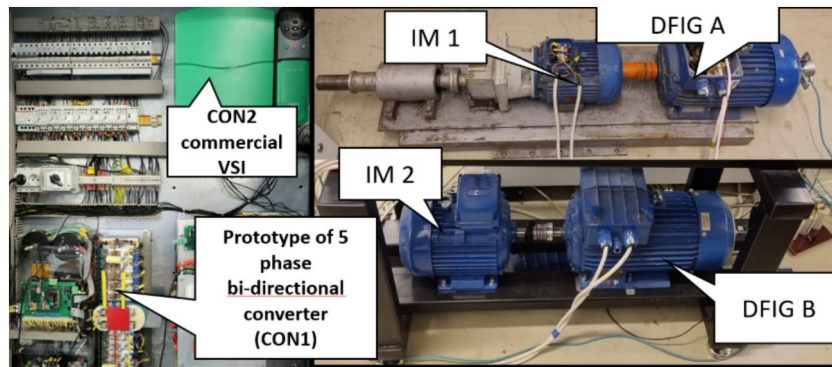 CON2
commercial
VSI
Prototype of 5
phase
bi-directional
converter
(CON1)
IM 1
DFIG A
IM 2
DFIG B